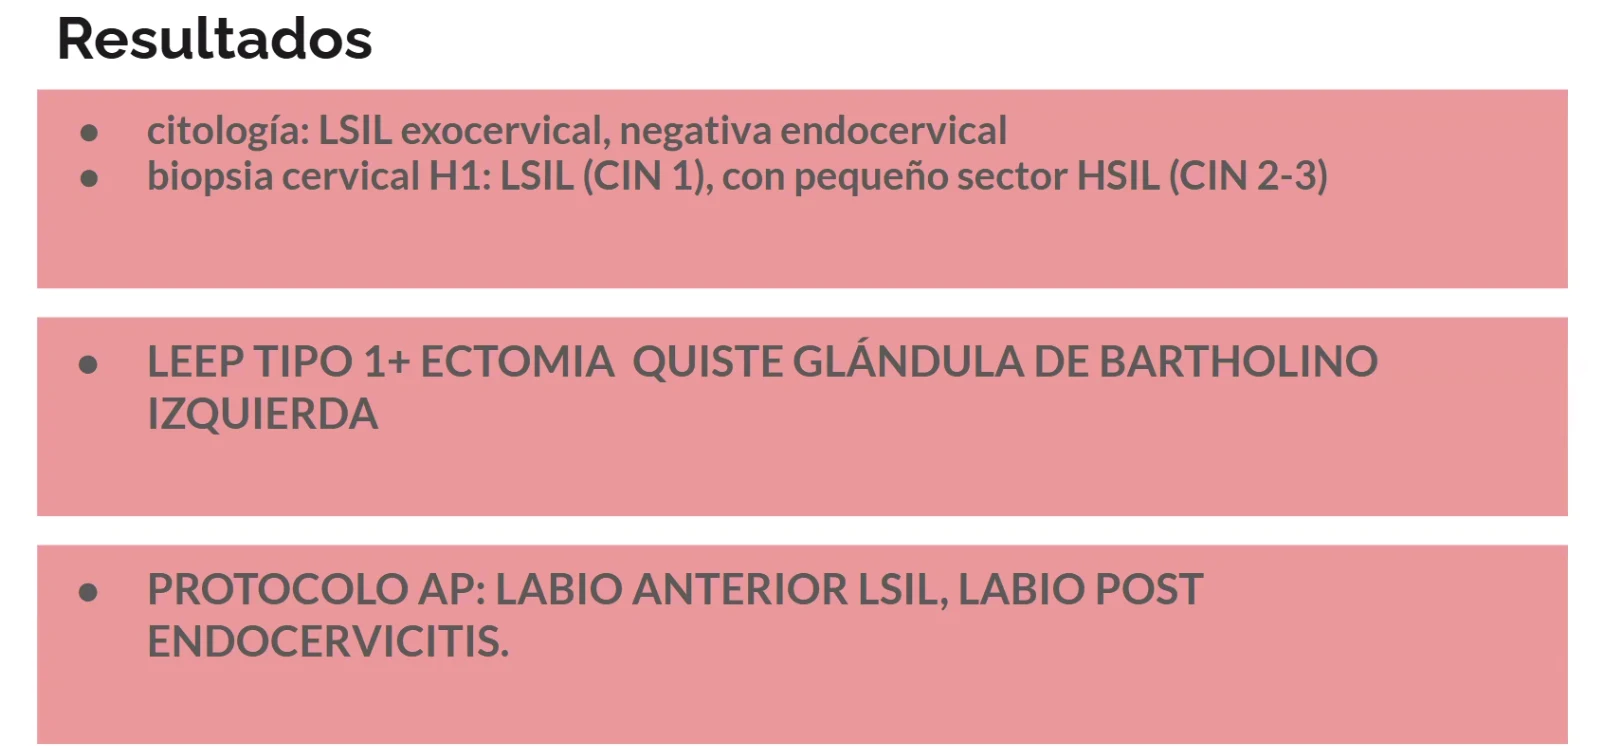 Resultados
● citología: LSIL exocervical, negativa endocervical
● biopsia cervical H1: LSIL (CIN 1), con pequeño sector HSIL (CIN 2-3)
● LEEP TIPO 1+ ECTOMIA  QUISTE GLÁNDULA DE BARTHOLINO
IZQUIERDA
● PROTOCOLO AP: LABIO ANTERIOR LSIL, LABIO POST
ENDOCERVICITIS.